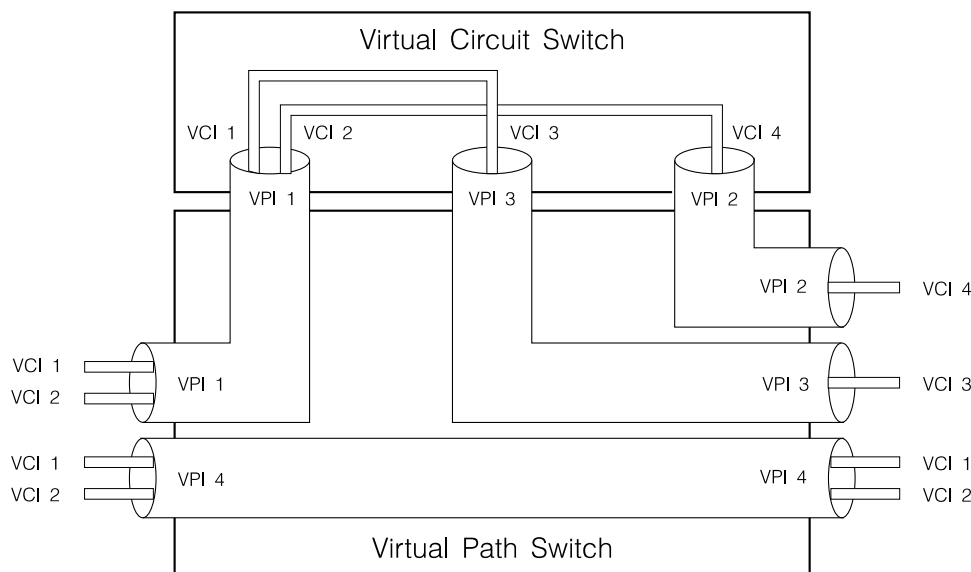 Virtual Circuit Switch
VCI 1
VCI 2
VCI 3
VCI 4
VPI 1
VPI 3
VPI 2
VPI 2
VCI 4
VCI 1
VCI 2
VPI 1
VPI 3
VCI 3
VCI 1
VCI 2
VPI 4
VPI 4
VCI 1
VCI 2
Virtual Path Switch